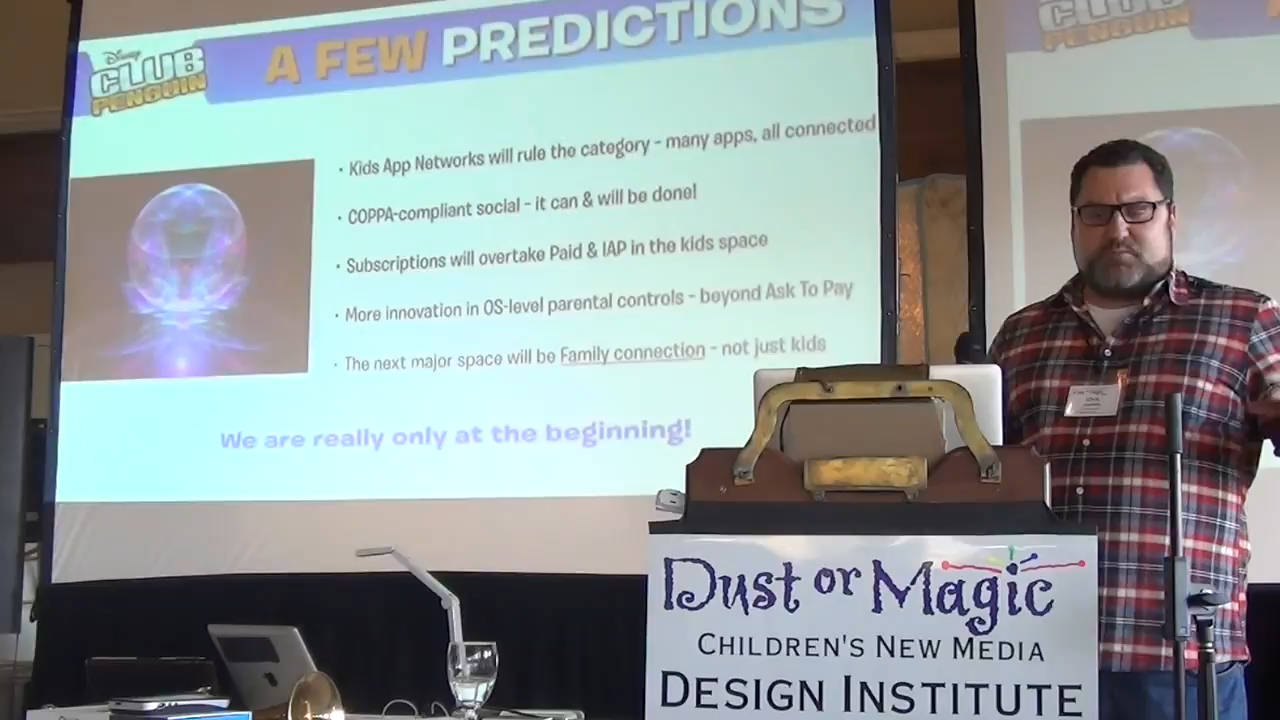 Disney
CLUB
PENGUIN
A FEW PREDICTIONS
• Kids App Networks will rule the category - many apps, all connected
• COPPA-compliant social - it can & will be done!
• Subscriptions will overtake Paid & IAP in the kids space
• More innovation in OS-level parental controls - beyond Ask To Pay
• The next major space will be Family connection - not just kids
We are really only at the beginning!
CLUB
PENGUIN
Dust or Magic
CHILDREN'S NEW MEDIA
DESIGN INSTITUTE